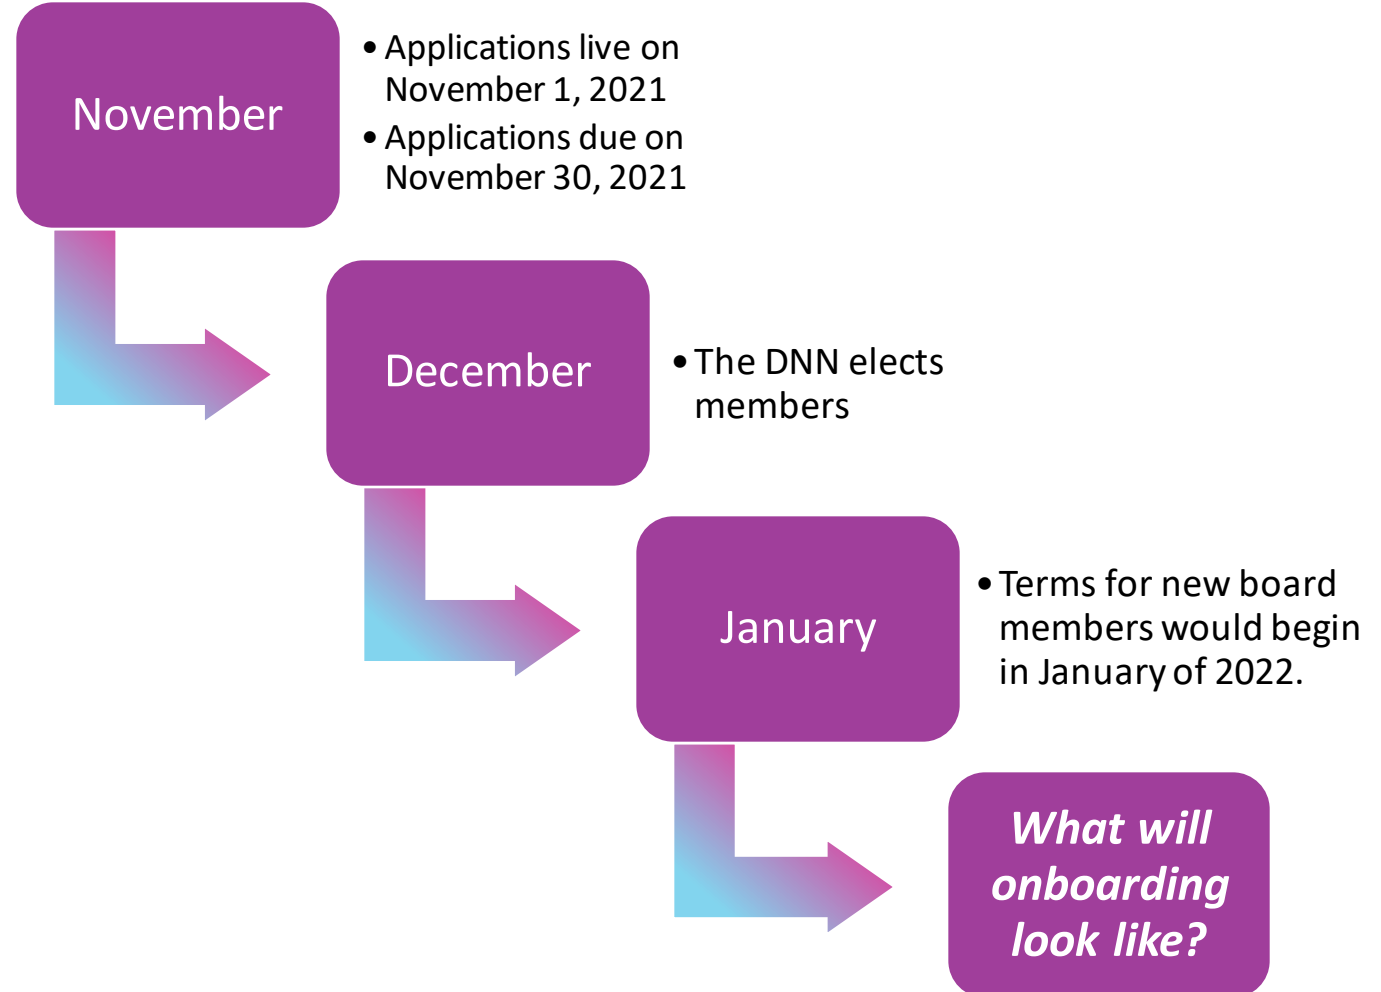 November
• Applications live on
November 1, 2021
• Applications due on
November 30, 2021
December
• The DNN elects
members
January
• Terms for new board
members would begin
in January of 2022.
What will
onboarding
look like?